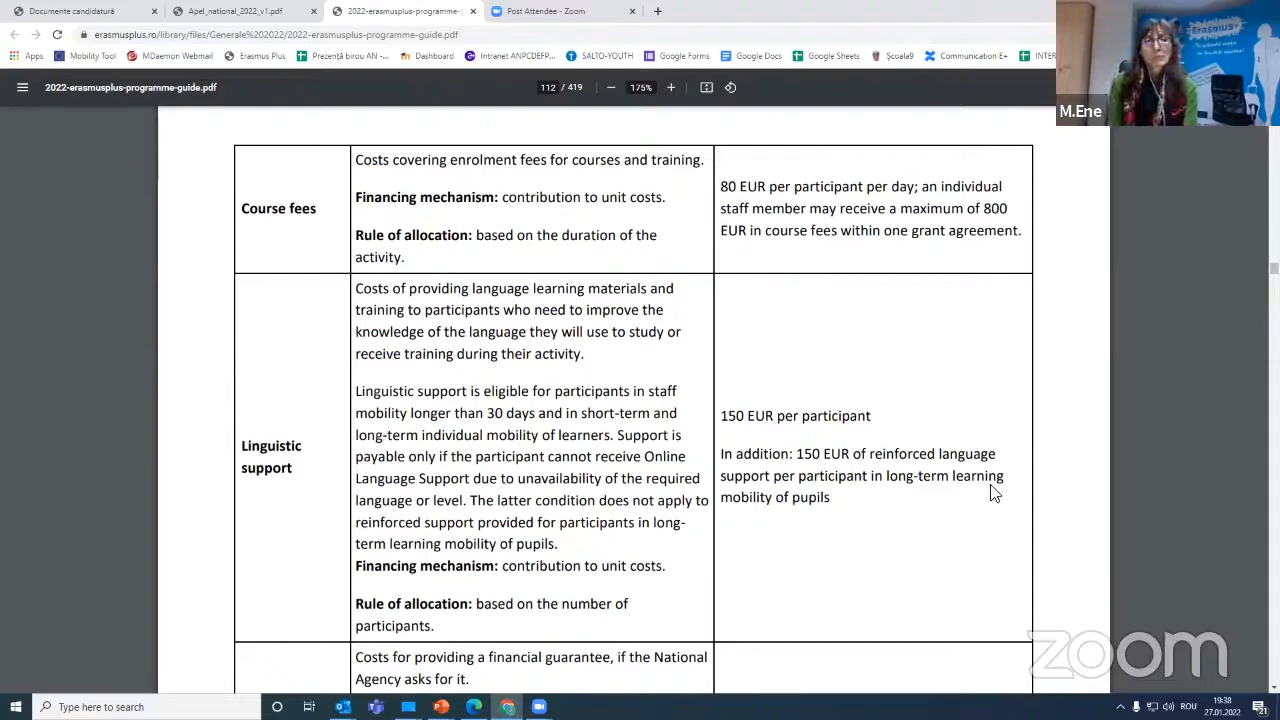 Documente candidatură
Apel_national_2022_v1.pdf
2022-erasmusplus-programme-
Post Attendee - Zoom
erasmusplus.ro/library/files/Generale%202022/2022-erasmusplus-programme-guide.pdf
Apps
Mobility Tool
MDaemon Webmail
Erasmus Plus
Prezență birou AN -...
Dashboard
Intranet ANPCDEFP...
SALTO-YOUTH
Google Forms
Google Docs
Google Sheets
Școala9
Communication E+
INTER
2022-erasmusplus-programme-guide.pdf
112 / 419
175%
M.Ene
Course fees
Costs covering enrolment fees for courses and training.
Financing mechanism: contribution to unit costs.
Rule of allocation: based on the duration of the
activity.
80 EUR per participant per day; an individual
staff member may receive a maximum of 800
EUR in course fees within one grant agreement.
Linguistic
support
Costs of providing language learning materials and
training to participants who need to improve the
knowledge of the language they will use to study or
receive training during their activity.
Linguistic support is eligible for participants in staff
mobility longer than 30 days and in short-term and
long-term individual mobility of learners. Support is
payable only if the participant cannot receive Online
Language Support due to unavailability of the required
language or level. The latter condition does not apply to
reinforced support provided for participants in long-
term learning mobility of pupils.
Financing mechanism: contribution to unit costs.
Rule of allocation: based on the number of
participants.
150 EUR per participant
In addition: 150 EUR of reinforced language
support per participant in long-term learning
mobility of pupils
Costs for providing a financial guarantee, if the National
Agency asks for it.
zoom
Type here to search
ROU
19:38
27.01.2022
21